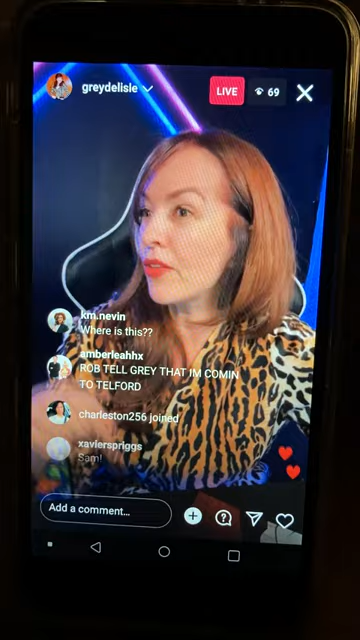 greydelisle
LIVE
69
km.nevin
Where is this??
amberleahhx
ROB TELL GREY THAT IM COMIN
TO TELFORD
charleston256 joined
xavierspriggs
Sam!
Add a comment...